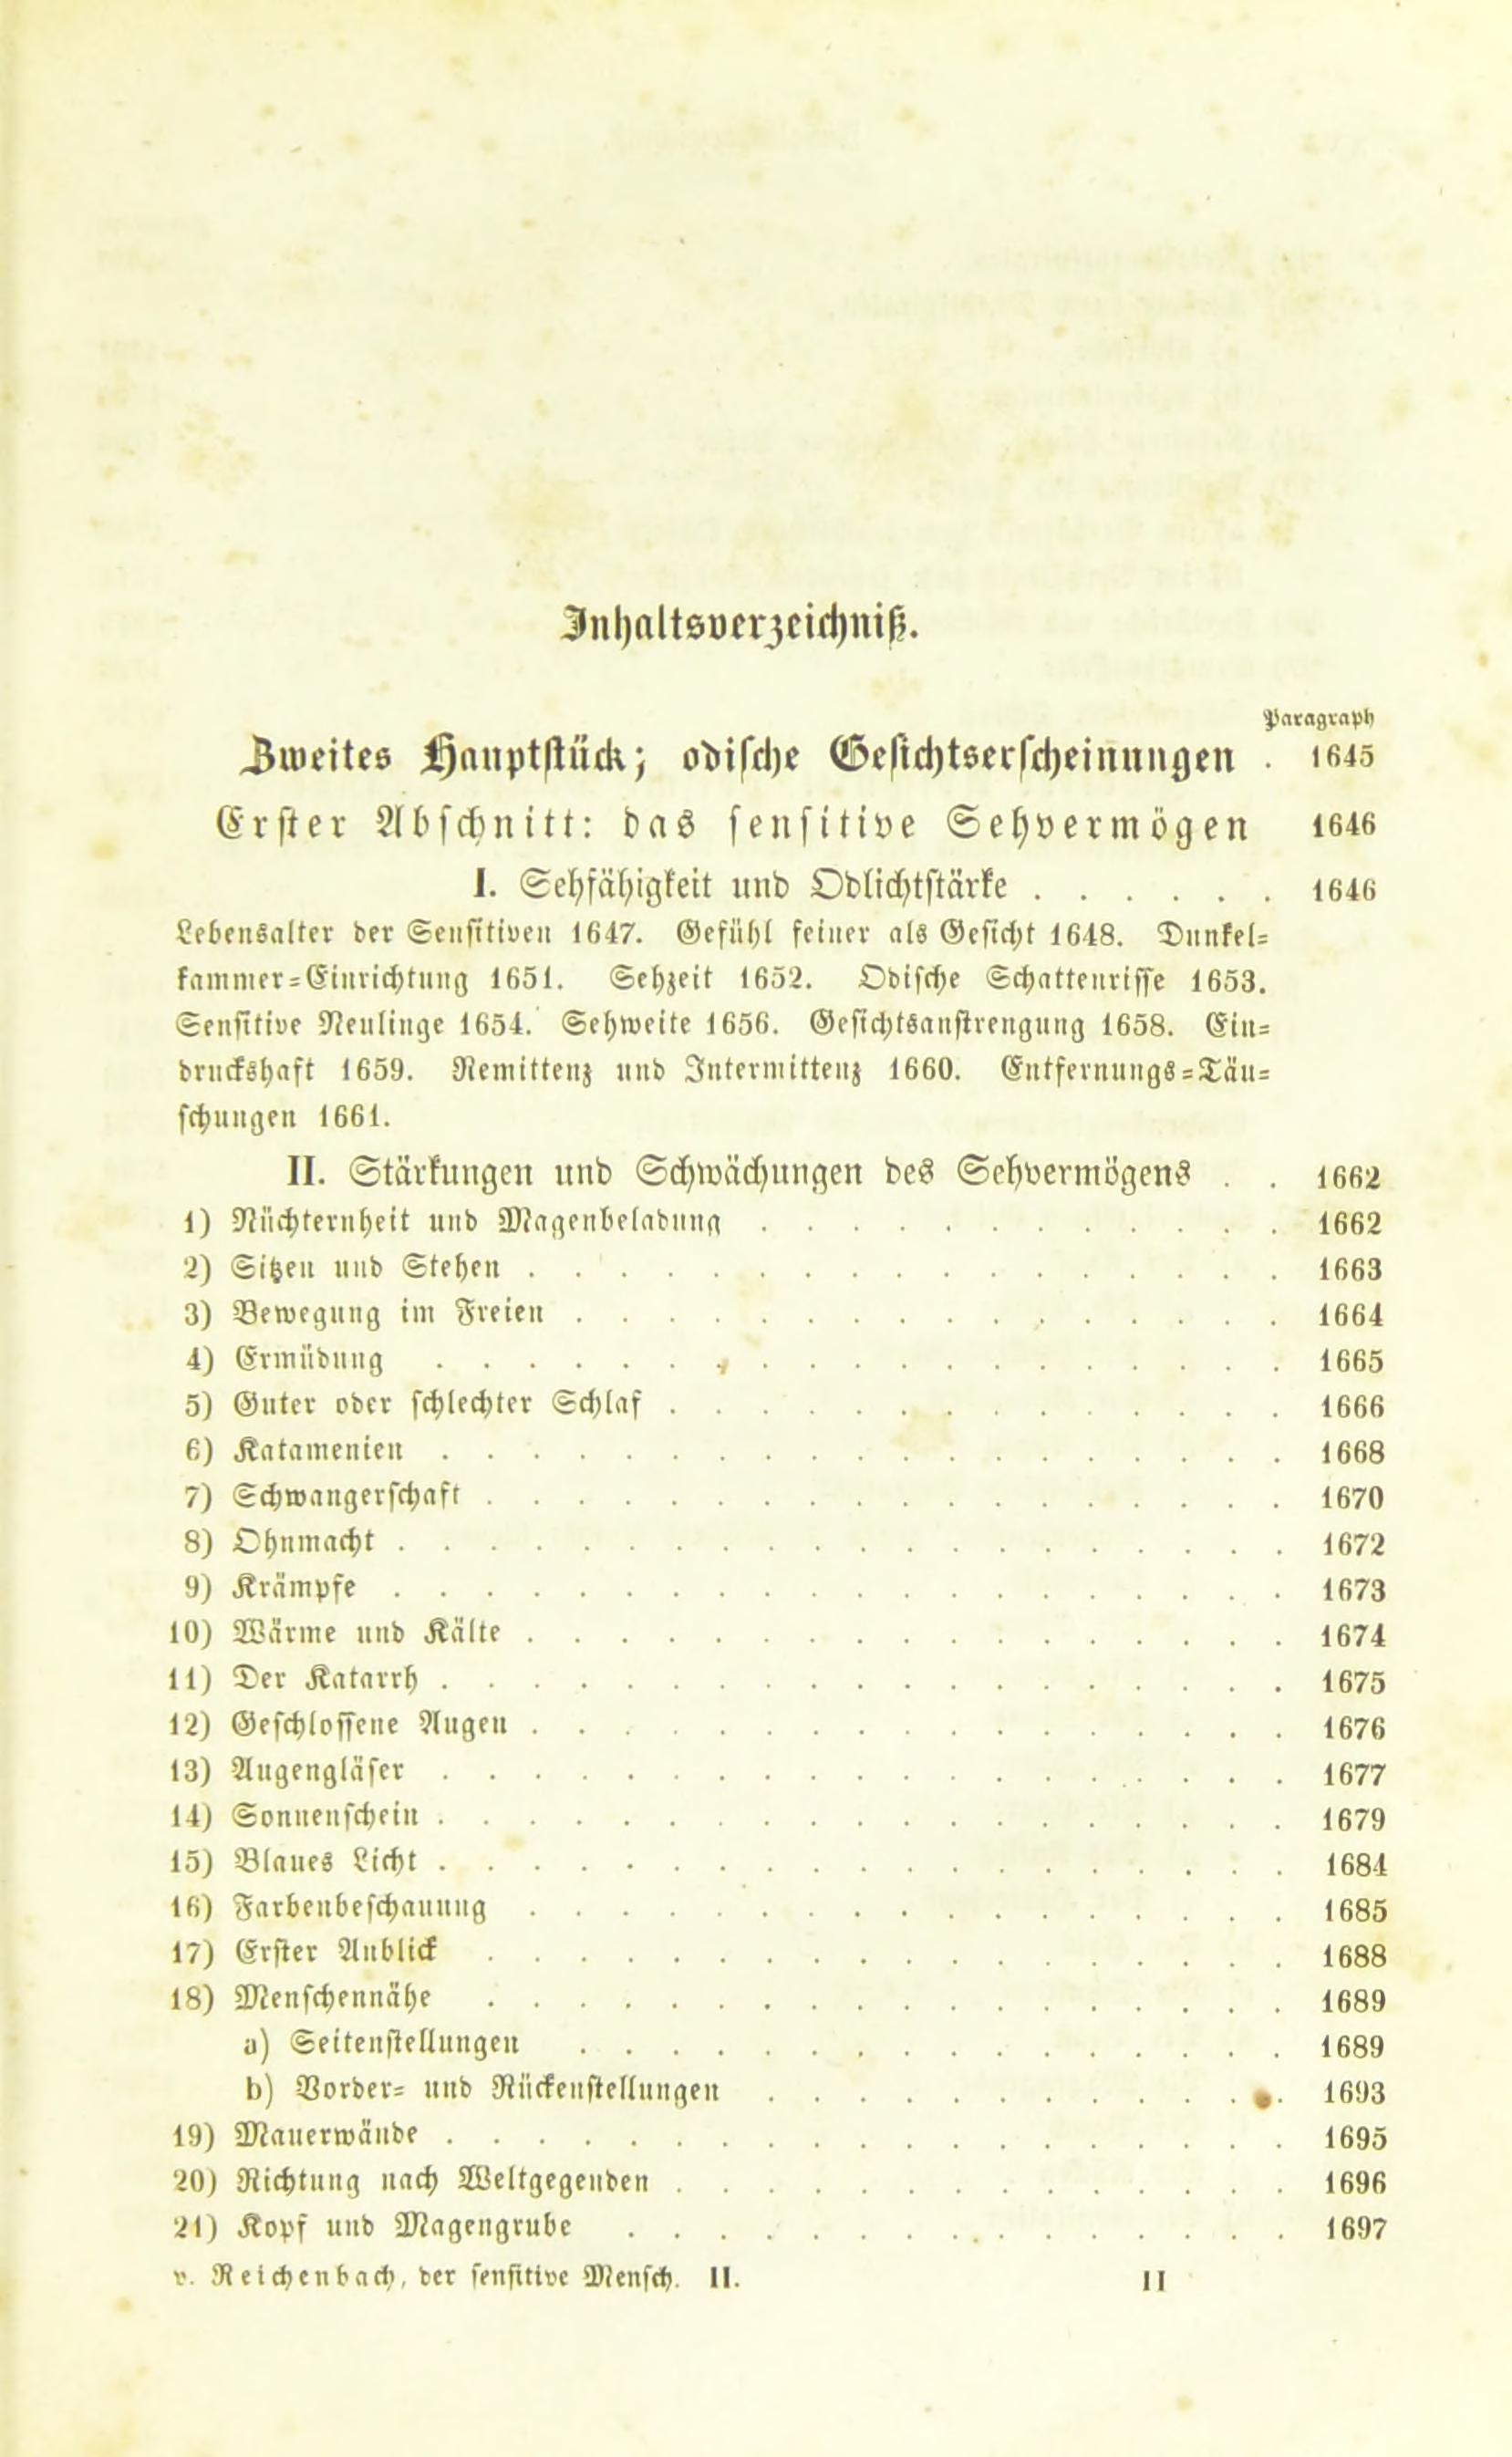 Inhaltsverzeichniß.
Paragraph
Zweites Hauptstück; odische Gesichtserscheinungen . 1645
Erster Abschnitt: das sensitive Sehvermögen 1646
I. Sehfähigkeit und Odlichtstärke . . . . . . 1646
Lebensalter der Sensitiven 1647. Gefühl feiner als Gesicht 1648. Dunkel=
kammer=Einrichtung 1651. Sehzeit 1652. Odische Schattenrisse 1653.
Sensitive Neulinge 1654. Sehweite 1656. Gesichtsanstrengung 1658. Ein=
druckshaft 1659. Remittenz und Intermittenz 1660. Entfernungs=Täu=
schungen 1661.
II. Stärkungen und Schwächungen des Sehvermögens . . 1662
1) Nüchternheit und Magenbeladung . . . . . . . . . . . . 1662
2) Sitzen und Stehen . . . . . . . . . . . . . . . . . 1663
3) Bewegung im Freien . . . . . . . . . . . . . . . . 1664
4) Ermüdung . . . . . . . . . . . . . . . . . . . 1665
5) Guter oder schlechter Schlaf . . . . . . . . . . . . . . 1666
6) Katamenien . . . . . . . . . . . . . . . . . . . 1668
7) Schwangerschaft . . . . . . . . . . . . . . . . . . 1670
8) Ohnmacht . . . . . . . . . . . . . . . . . . . . 1672
9) Krämpfe . . . . . . . . . . . . . . . . . . . . 1673
10) Wärme und Kälte . . . . . . . . . . . . . . . . . 1674
11) Der Katarrh . . . . . . . . . . . . . . . . . . . 1675
12) Geschlossene Augen . . . . . . . . . . . . . . . . . 1676
13) Augengläser . . . . . . . . . . . . . . . . . . . 1677
14) Sonnenschein . . . . . . . . . . . . . . . . . . . 1679
15) Blaues Licht . . . . . . . . . . . . . . . . . . . 1684
16) Farbenbeschauung . . . . . . . . . . . . . . . . . 1685
17) Erster Anblick . . . . . . . . . . . . . . . . . . 1688
18) Menschennähe . . . . . . . . . . . . . . . . . . 1689
a) Seitenstellungen . . . . . . . . . . . . . . . . 1689
b) Vorder= und Rückenstellungen . . . . . . . . . . . . 1693
19) Mauerwände . . . . . . . . . . . . . . . . . . . 1695
20) Richtung nach Weltgegenden . . . . . . . . . . . . . . 1696
21) Kopf und Magengrube . . . . . . . . . . . . . . . 1697
v. Reichenbach, der sensitive Mensch. II. II